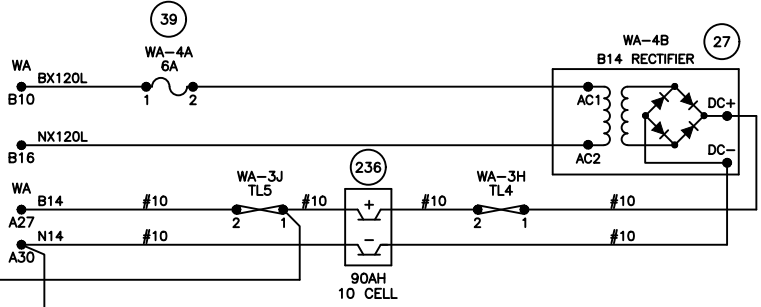 39
WA-4A
6A
WA
BX120L
B10
1
2
NX120L
B16
WA-4B
B14 RECTIFIER
27
AC1
AC2
DC+
DC-
WA
B14
A27
#10
WA-3J
TL5
2
1
#10
236
+
#10
WA-3H
TL4
2
1
#10
N14
A30
#10
-
#10
90AH
10 CELL